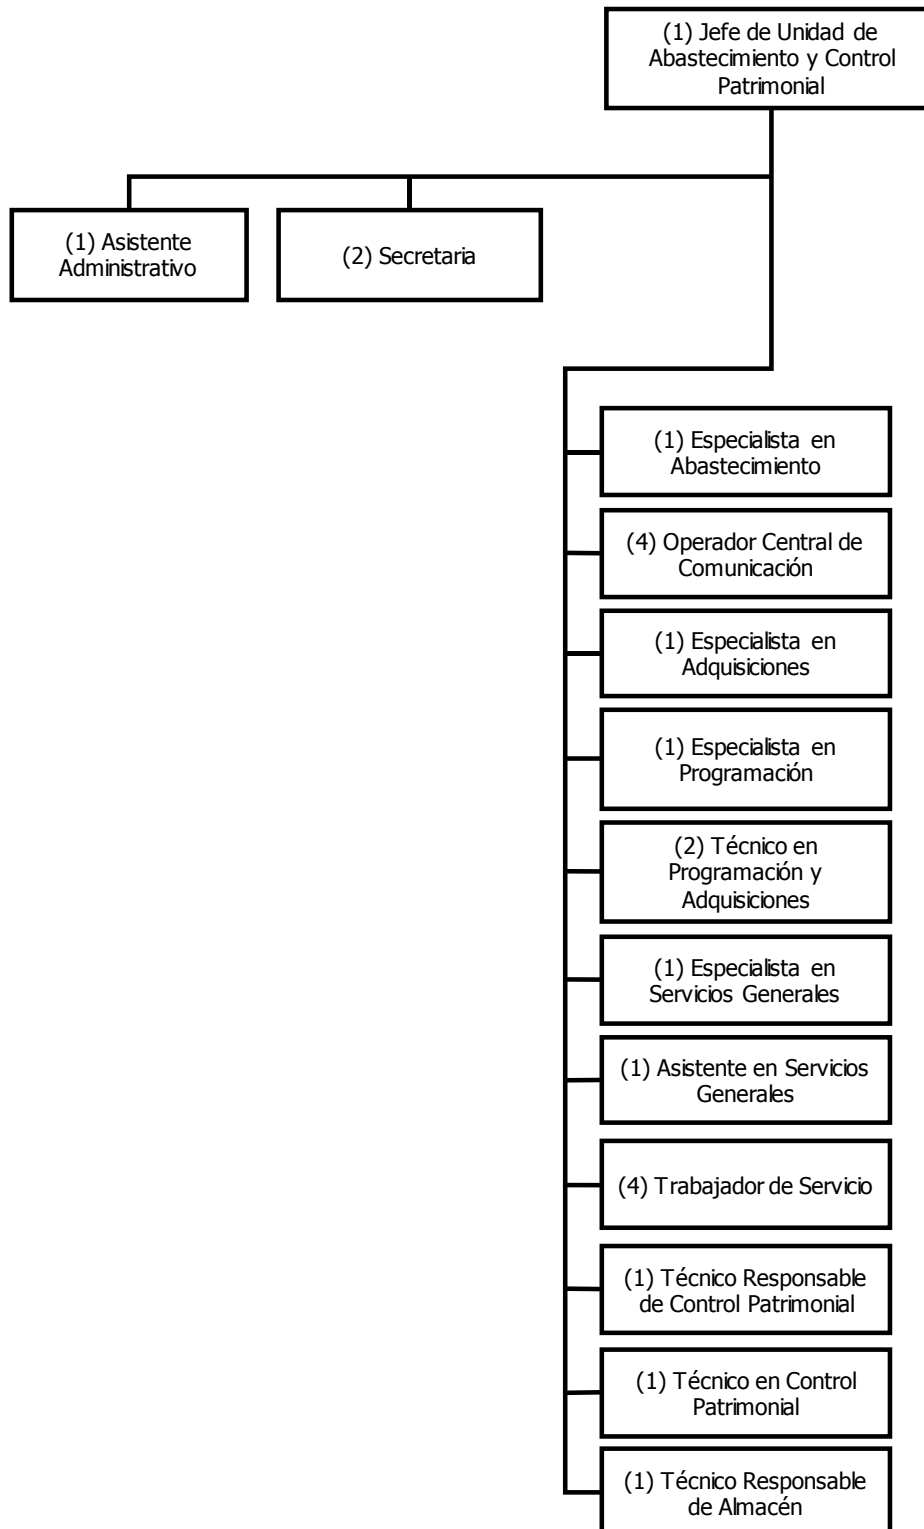 (1) Jefe de Unidad de
Abastecimiento y Control
Patrimonial
(1) Asistente
Administrativo
(2) Secretaria
(1) Especialista en
Abastecimiento
(4) Operador Central de
Comunicación
(1) Especialista en
Adquisiciones
(1) Especialista en
Programación
(2) Técnico en
Programación y
Adquisiciones
(1) Especialista en
Servicios Generales
(1) Asistente en Servicios
Generales
(4) Trabajador de Servicio
(1) Técnico Responsable
de Control Patrimonial
(1) Técnico en Control
Patrimonial
(1) Técnico Responsable
de Almacén